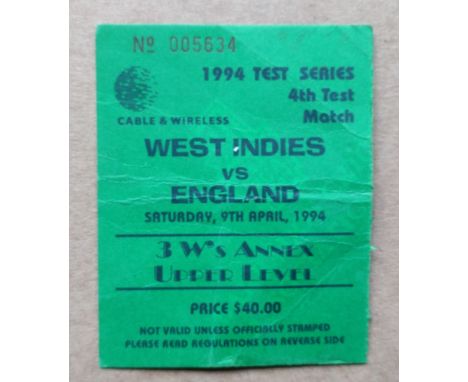 Nº 005634
1994 TEST SERIES
4th Test
Match
CABLE & WIRELESS
WEST INDIES
VS
ENGLAND
SATURDAY, 9TH APRIL, 1994
3 W's ANNEX
UPPER LEVEL
PRICE $40.00
NOT VALID UNLESS OFFICIALLY STAMPED
PLEASE READ REGULATIONS ON REVERSE SIDE